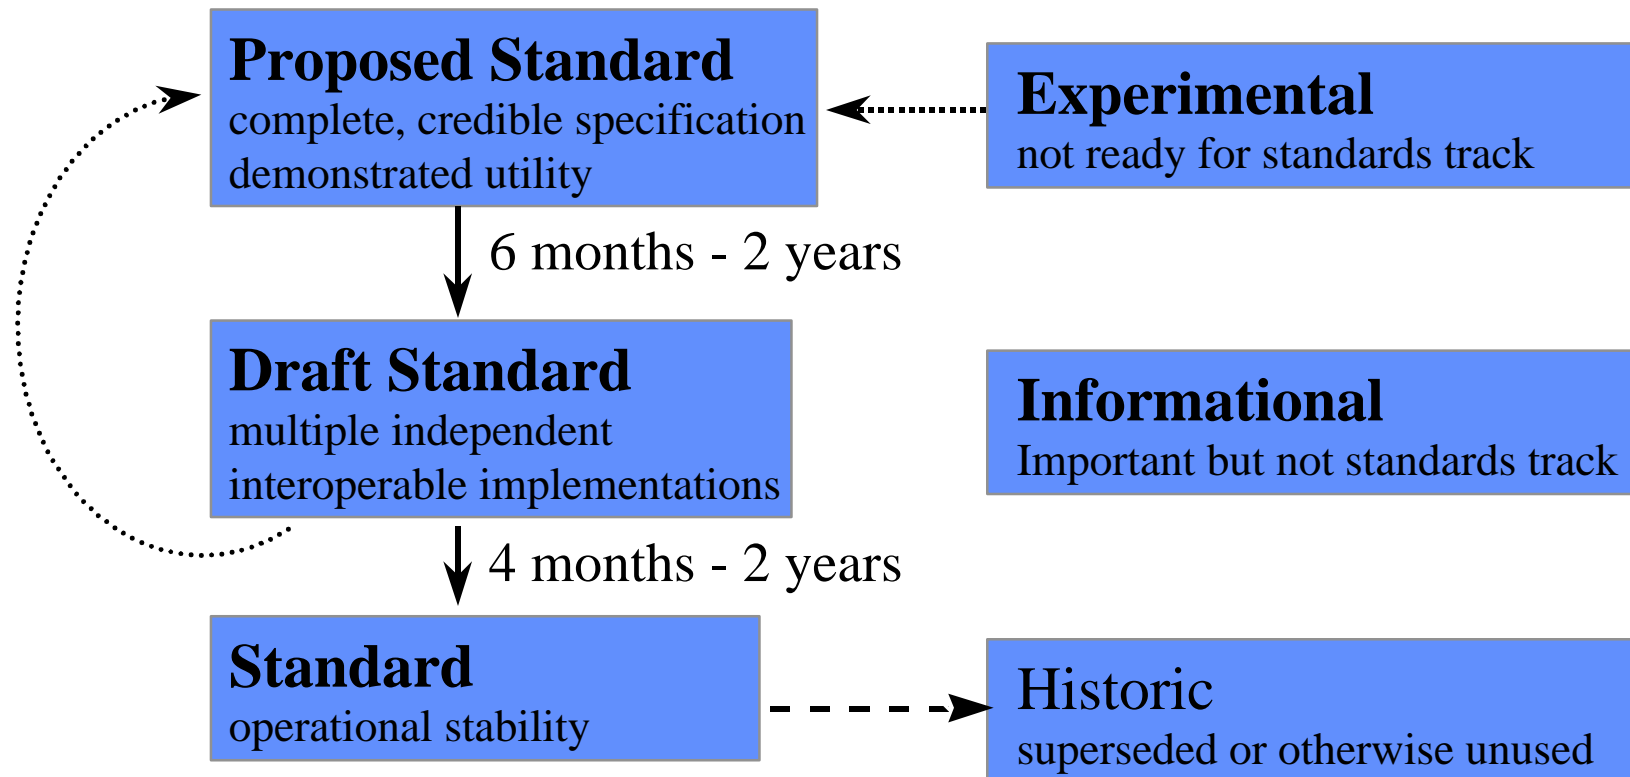 Proposed Standard
complete, credible specification
demonstrated utility
Experimental
not ready for standards track
6 months - 2 years
Draft Standard
multiple independent
interoperable implementations
Informational
Important but not standards track
4 months - 2 years
Standard
operational stability
Historic
superseded or otherwise unused